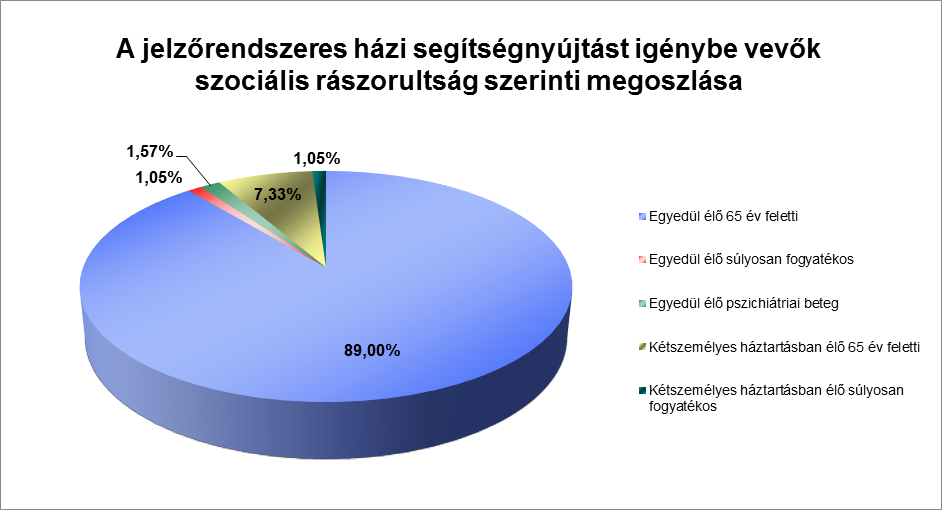 A jelzőrendszeres házi segítségnyújtást igénybe vevők
szociális rászorultság szerinti megoszlása
1,57%
1,05%
1,05%
7,33%
89,00%
Egyedül élő 65 év feletti
Egyedül élő súlyosan fogyatékos
Egyedül élő pszichiátriai beteg
Kétszemélyes háztartásban élő 65 év feletti
Kétszemélyes háztartásban élő súlyosan
fogyatékos